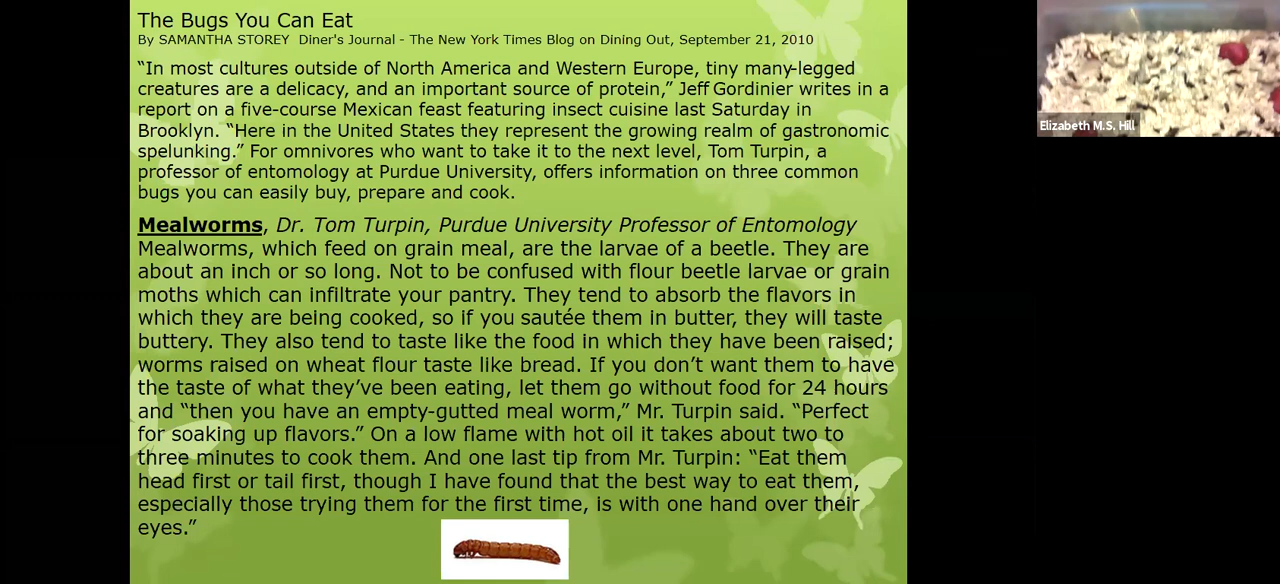 The Bugs You Can Eat
By SAMANTHA STOREY Diner's Journal - The New York Times Blog on Dining Out, September 21, 2010
“In most cultures outside of North America and Western Europe, tiny many-legged
creatures are a delicacy, and an important source of protein,” Jeff Gordinier writes in a
report on a five-course Mexican feast featuring insect cuisine last Saturday in
Brooklyn. “Here in the United States they represent the growing realm of gastronomic
spelunking.” For omnivores who want to take it to the next level, Tom Turpin, a
professor of entomology at Purdue University, offers information on three common
bugs you can easily buy, prepare and cook.
Mealworms, Dr. Tom Turpin, Purdue University Professor of Entomology
Mealworms, which feed on grain meal, are the larvae of a beetle. They are
about an inch or so long. Not to be confused with flour beetle larvae or grain
moths which can infiltrate your pantry. They tend to absorb the flavors in
which they are being cooked, so if you sautée them in butter, they will taste
buttery. They also tend to taste like the food in which they have been raised;
worms raised on wheat flour taste like bread. If you don’t want them to have
the taste of what they’ve been eating, let them go without food for 24 hours
and “then you have an empty-gutted meal worm,” Mr. Turpin said. “Perfect
for soaking up flavors.” On a low flame with hot oil it takes about two to
three minutes to cook them. And one last tip from Mr. Turpin: “Eat them
head first or tail first, though I have found that the best way to eat them,
especially those trying them for the first time, is with one hand over their
eyes.”
Elizabeth M.S. Hill